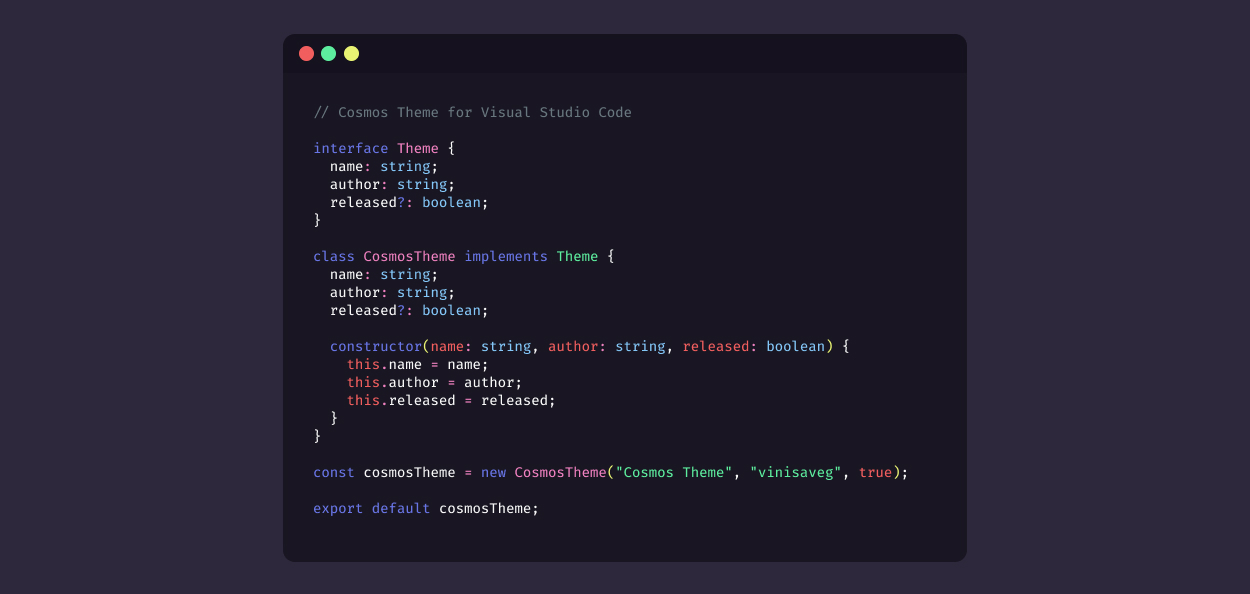 // Cosmos Theme for Visual Studio Code
interface Theme {
name: string;
author: string;
released?: boolean;
}
class CosmosTheme implements Theme {
name: string;
author: string;
released?: boolean;
constructor(name: string, author: string, released: boolean) {
this.name = name;
this.author = author;
this.released = released;
}
}
const cosmosTheme = new CosmosTheme("Cosmos Theme", "vinisaveg", true);
export default cosmosTheme;